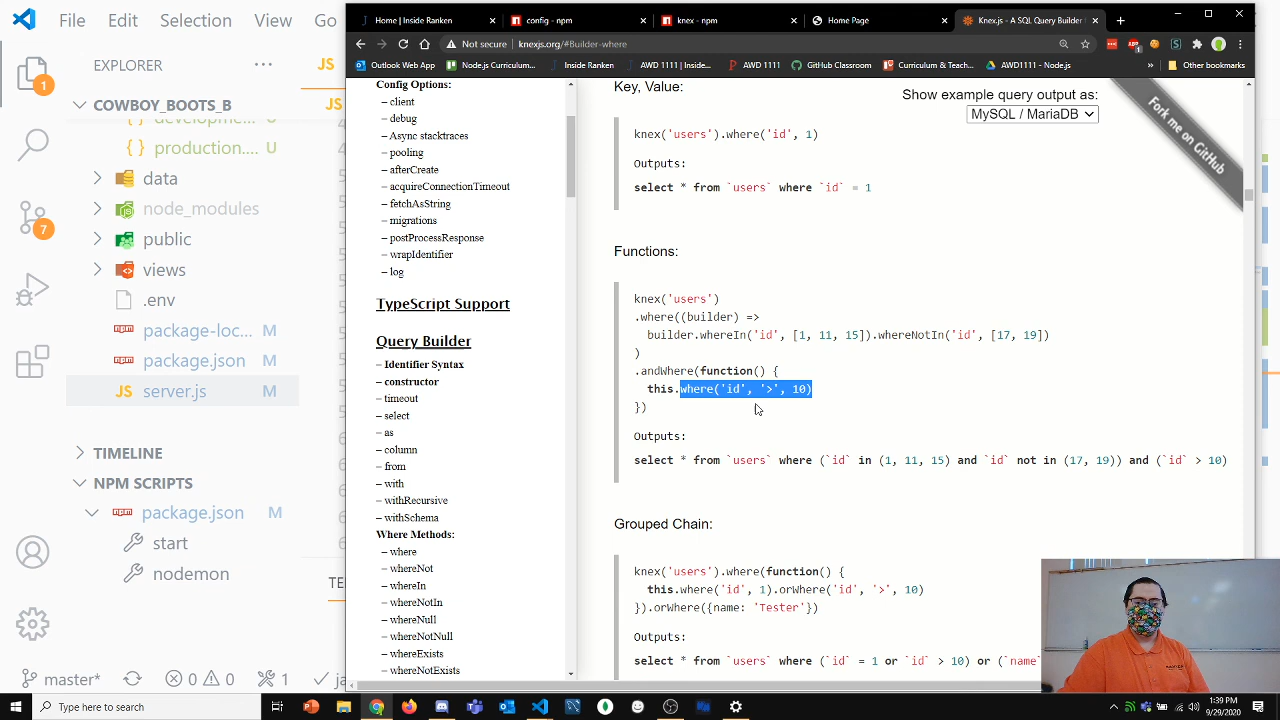 File Edit Selection View Go
EXPLORER
COWBOY_BOOTS_B
{ } developme...
{ } production.... U
data
node_modules
public
views
.env
package-loc... M
package.json M
JS server.js M
TIMELINE
NPM SCRIPTS
package.json M
start
nodemon
master* 0 0 1 ja
JS
JS
TE
Home | Inside Ranken
config - npm
knex - npm
Home Page
Knex.js - A SQL Query Builder f
Not secure | knexjs.org/#Builder-where
Outlook Web App
Node.js Curriculum...
Inside Ranken
AWD 1111 | Inside...
AWD 1111
GitHub Classroom
Curriculum & Teach...
AWD1111 - Node.JS
Other bookmarks
Config Options:
– client
– debug
– Async stacktraces
– pooling
– afterCreate
– acquireConnectionTimeout
– fetchAsString
– migrations
– postProcessResponse
– wrapIdentifier
– log
TypeScript Support
Query Builder
– Identifier Syntax
– constructor
– timeout
– select
– as
– column
– from
– with
– withRecursive
– withSchema
Where Methods:
– where
– whereNot
– whereIn
– whereNotIn
– whereNull
– whereNotNull
– whereExists
– whereNotExists
Key, Value:
Show example query output as:
MySQL / MariaDB
Fork me on GitHub
knex('users').where('id', 1)
Outputs:
select * from `users` where `id` = 1
Functions:
knex('users')
.where((builder) =>
builder.whereIn('id', [1, 11, 15]).whereNotIn('id', [17, 19])
)
.andWhere(function() {
this.where('id', '>', 10)
})
Outputs:
select * from `users` where (`id` in (1, 11, 15) and `id` not in (17, 19)) and (`id` > 10)
Grouped Chain:
knex('users').where(function() {
this.where('id', 1).orWhere('id', '>', 10)
}).orWhere({name: 'Tester'})
Outputs:
select * from `users` where (`id` = 1 or `id` > 10) or (`name`
Type here to search
1:39 PM
9/29/2020